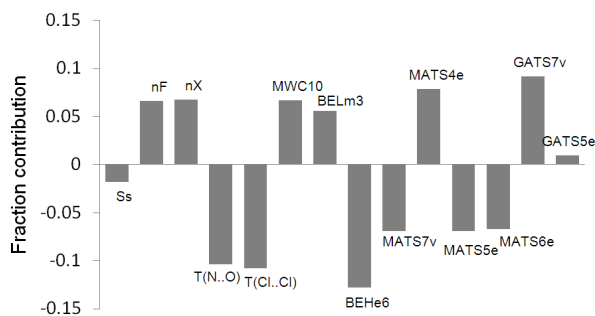 0.15
0.1
0.05
0
-0.05
-0.1
-0.15
Fraction contribution
Ss
nF
nX
T(N..O)
T(Cl..Cl)
MWC10
BELm3
BEHe6
MATS7v
MATS4e
MATS5e
MATS6e
GATS7v
GATS5e